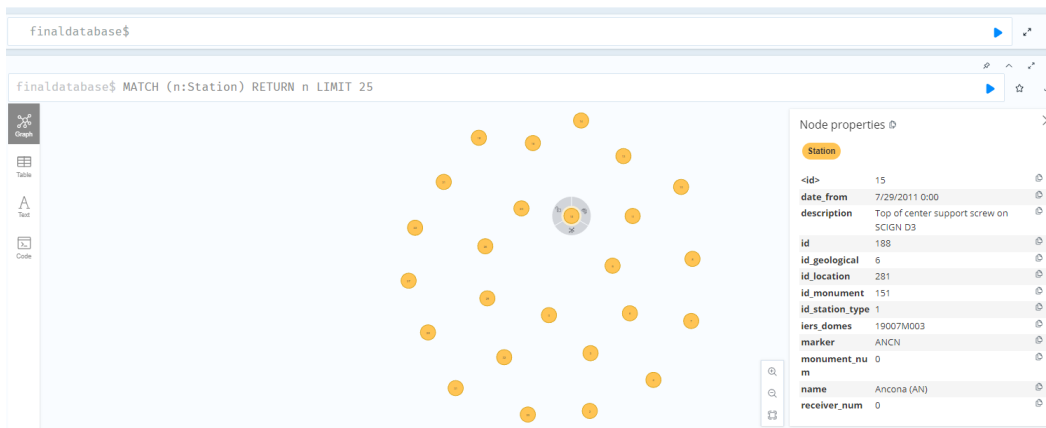 finaldatabase$
finaldatabase$ MATCH (n:Station) RETURN n LIMIT 25
Graph
Table
Text
Code
Node properties
Station
<id> 15
date_from 7/29/2011 0:00
description Top of center support screw on
SCIGN D3
id 188
id_geological 6
id_location 281
id_monument 151
id_station_type 1
iers_domes 19007M003
marker ANCN
monument_nu 0
m
name Ancona (AN)
receiver_num 0